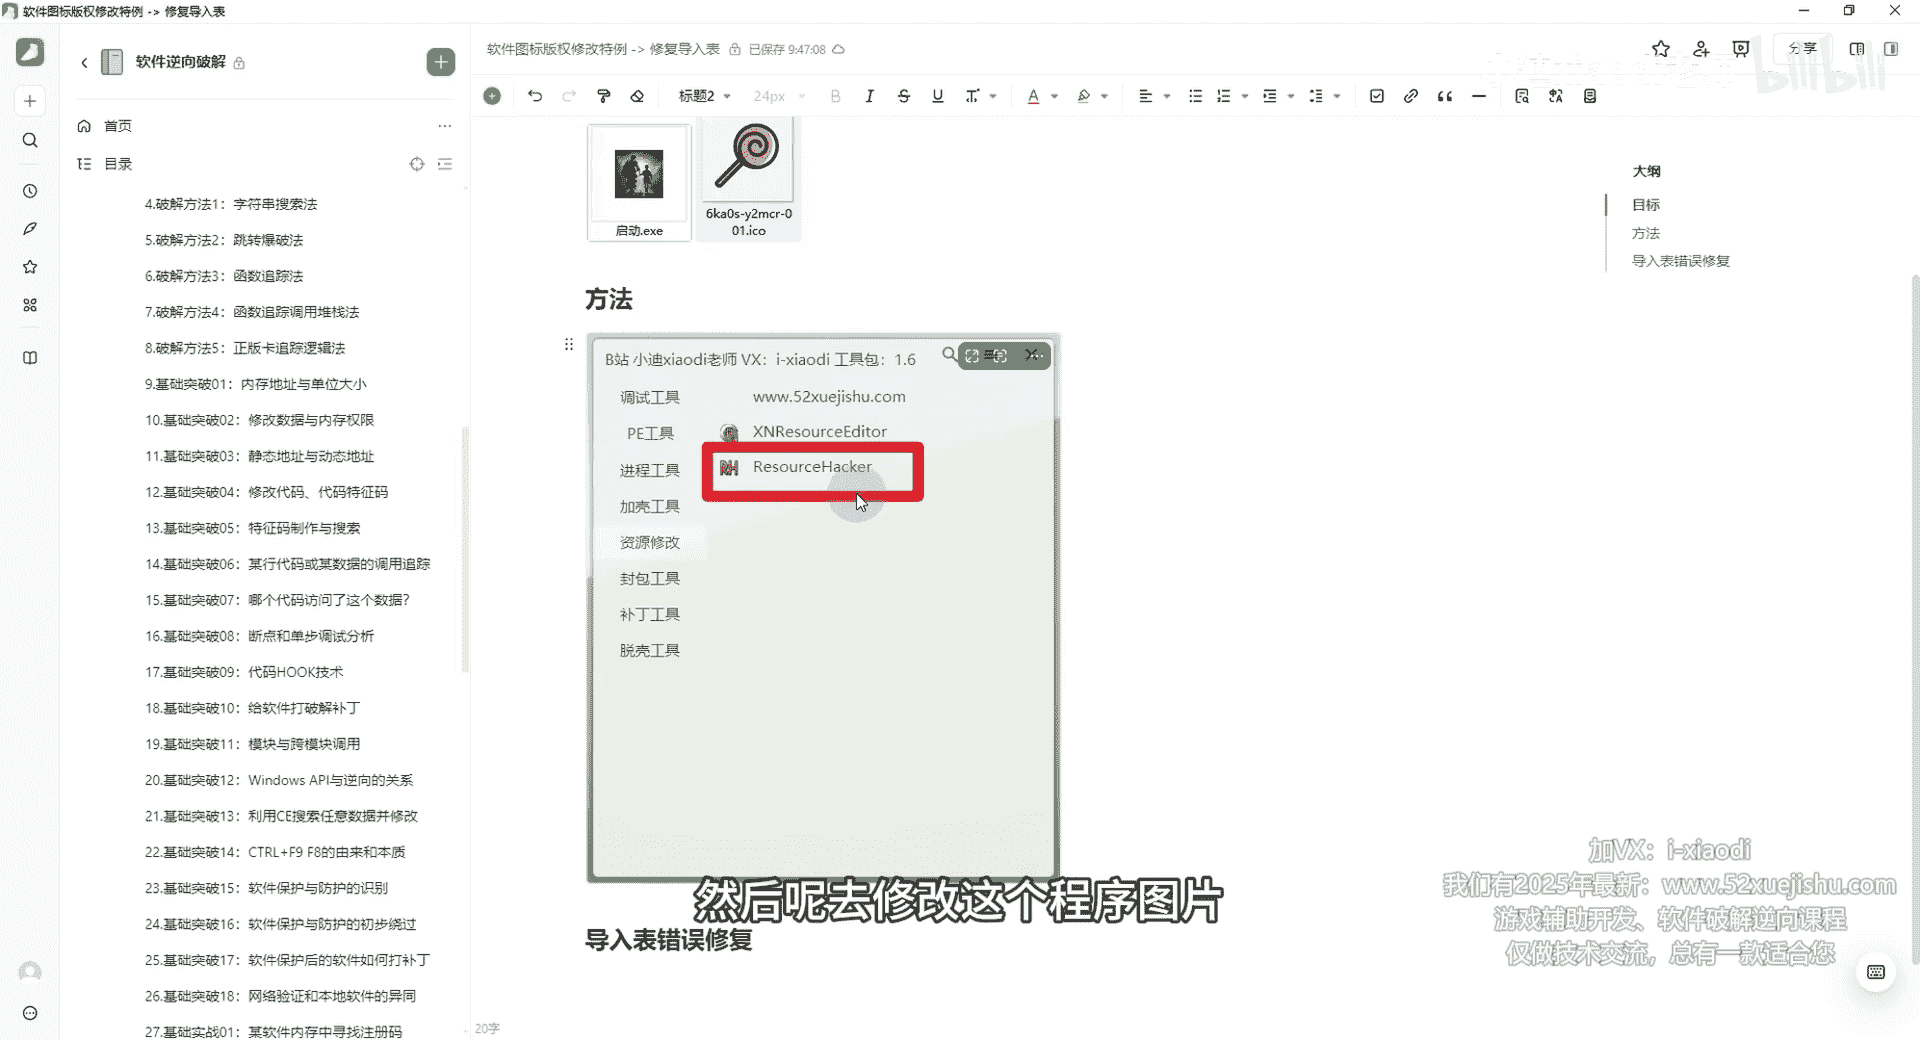 软件图标版权修改特例 -> 修复导入表
软件逆向破解
首页
目录
4.破解方法1：字符串搜索法
5.破解方法2：跳转爆破法
6.破解方法3：函数追踪法
7.破解方法4：函数追踪调用堆栈法
8.破解方法5：正版卡追踪逻辑法
9.基础突破01：内存地址与单位大小
10.基础突破02：修改数据与内存权限
11.基础突破03：静态地址与动态地址
12.基础突破04：修改代码、代码特征码
13.基础突破05：特征码制作与搜索
14.基础突破06：某行代码或某数据的调用追踪
15.基础突破07：哪个代码访问了这个数据？
16.基础突破08：断点和单步调试分析
17.基础突破09：代码HOOK技术
18.基础突破10：给软件打破解补丁
19.基础突破11：模块与跨模块调用
20.基础突破12：Windows API与逆向的关系
21.基础突破13：利用CE搜索任意数据并修改
22.基础突破14：CTRL+F9 F8的由来和本质
23.基础突破15：软件保护与防护的识别
24.基础突破16：软件保护与防护的初步绕过
25.基础突破17：软件保护后的软件如何打补丁
26.基础突破18：网络验证和本地软件的异同
27.基础实战01：某软件内存中寻找注册码
软件图标版权修改特例 -> 修复导入表 已保存 9:47:08
分享
标题2 24px
启动.exe
6ka0s-y2mcr-0
01.ico
方法
B站 小迪xiaodi老师 VX：i-xiaodi 工具包：1.6
调试工具
PE工具
进程工具
加壳工具
资源修改
封包工具
补丁工具
脱壳工具
www.52xuejishu.com
XNResourceEditor
ResourceHacker
然后呢去修改这个程序图片
导入表错误修复
20字
大纲
目标
方法
导入表错误修复
bilibili
加VX：i-xiaodi
我们有2025年最新：www.52xuejishu.com
游戏辅助开发、软件破解逆向课程
仅做技术交流，总有一款适合您